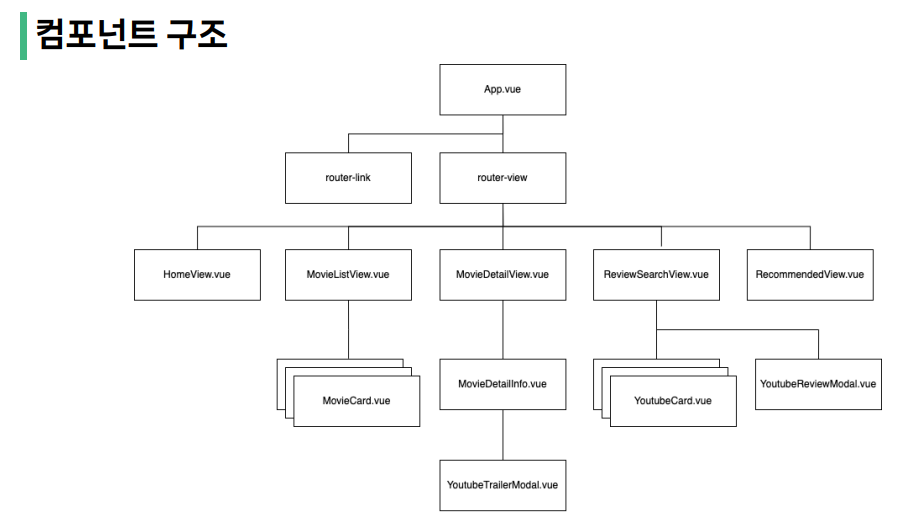 컴포넌트 구조
App.vue
router-link
router-view
HomeView.vue
MovieListView.vue
MovieDetailView.vue
ReviewSearchView.vue
RecommendedView.vue
MovieCard.vue
MovieDetailInfo.vue
YoutubeCard.vue
YoutubeReviewModal.vue
YoutubeTrailerModal.vue